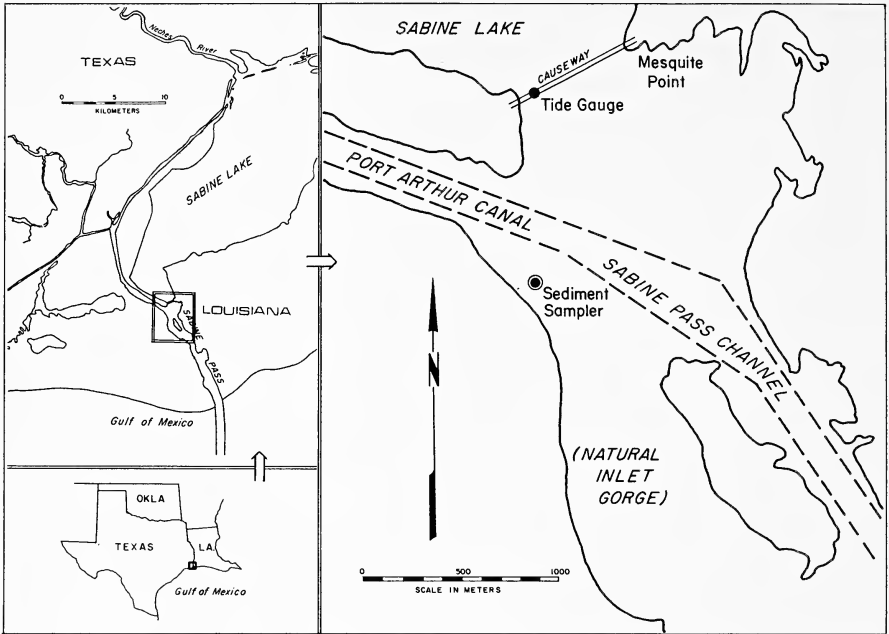 Neches
River
TEXAS
0 5 10
KILOMETERS
SABINE LAKE
LOUISIANA
SABINE
PASS
Gulf of Mexico
OKLA
TEXAS
LA.
Gulf of Mexico
SABINE LAKE
CAUSEWAY
Mesquite
Point
Tide Gauge
PORT ARTHUR CANAL
SABINE PASS CHANNEL
Sediment
Sampler
N
(NATURAL
INLET
GORGE)
0 500 1000
SCALE IN METERS